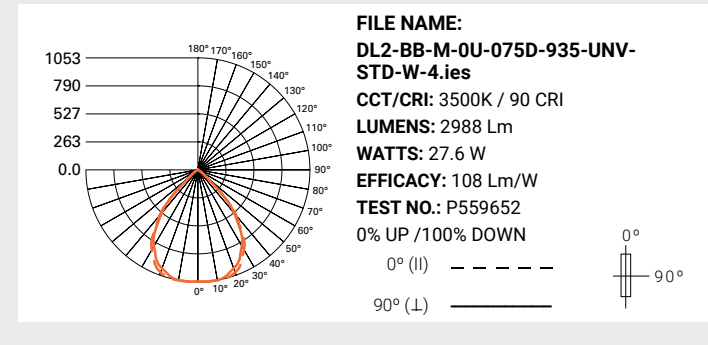 1053
790
527
263
0.0
180°
170°
160°
150°
140°
130°
120°
110°
100°
90°
80°
70°
60°
50°
40°
30°
20°
10°
0°
FILE NAME:
DL2-BB-M-0U-075D-935-UNV-
STD-W-4.ies
CCT/CRI: 3500K / 90 CRI
LUMENS: 2988 Lm
WATTS: 27.6 W
EFFICACY: 108 Lm/W
TEST NO.: P559652
0% UP /100% DOWN
0° (II)
90° (⊥)
0°
90°